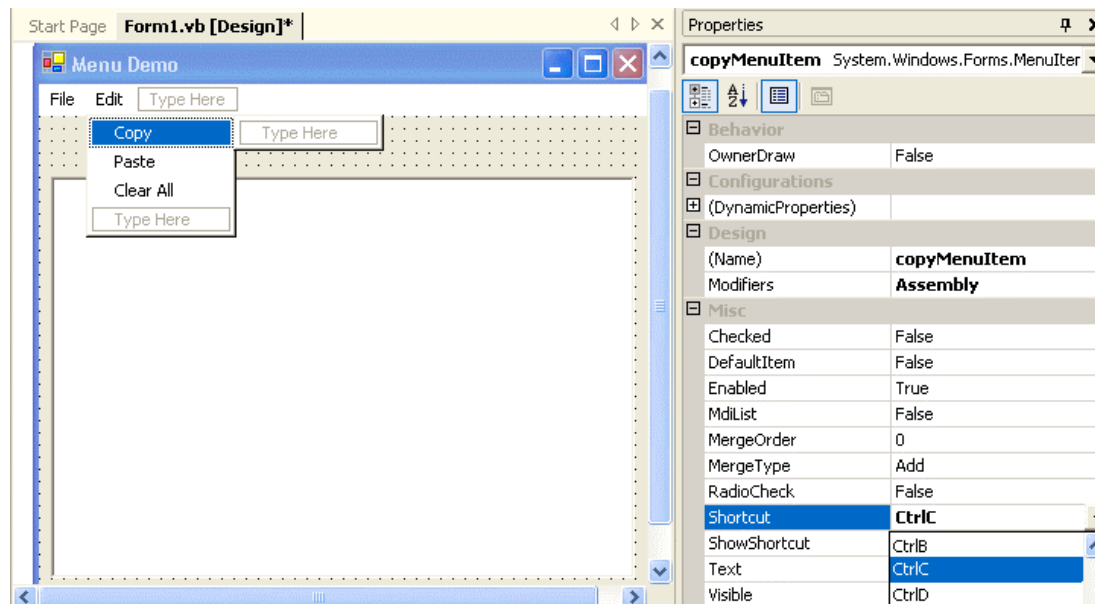 Start Page Form1.vb [Design]*
Menu Demo
File Edit Type Here
Copy Type Here
Paste
Clear All
Type Here
Properties
copyMenuItem System.Windows.Forms.MenuIter
Behavior
OwnerDraw False
Configurations
(DynamicProperties)
Design
(Name) copyMenuItem
Modifiers Assembly
Misc
Checked False
DefaultItem False
Enabled True
MdiList False
MergeOrder 0
MergeType Add
RadioCheck False
Shortcut CtrlC
ShowShortcut CtrlB
Text CtrlC
Visible CtrlD